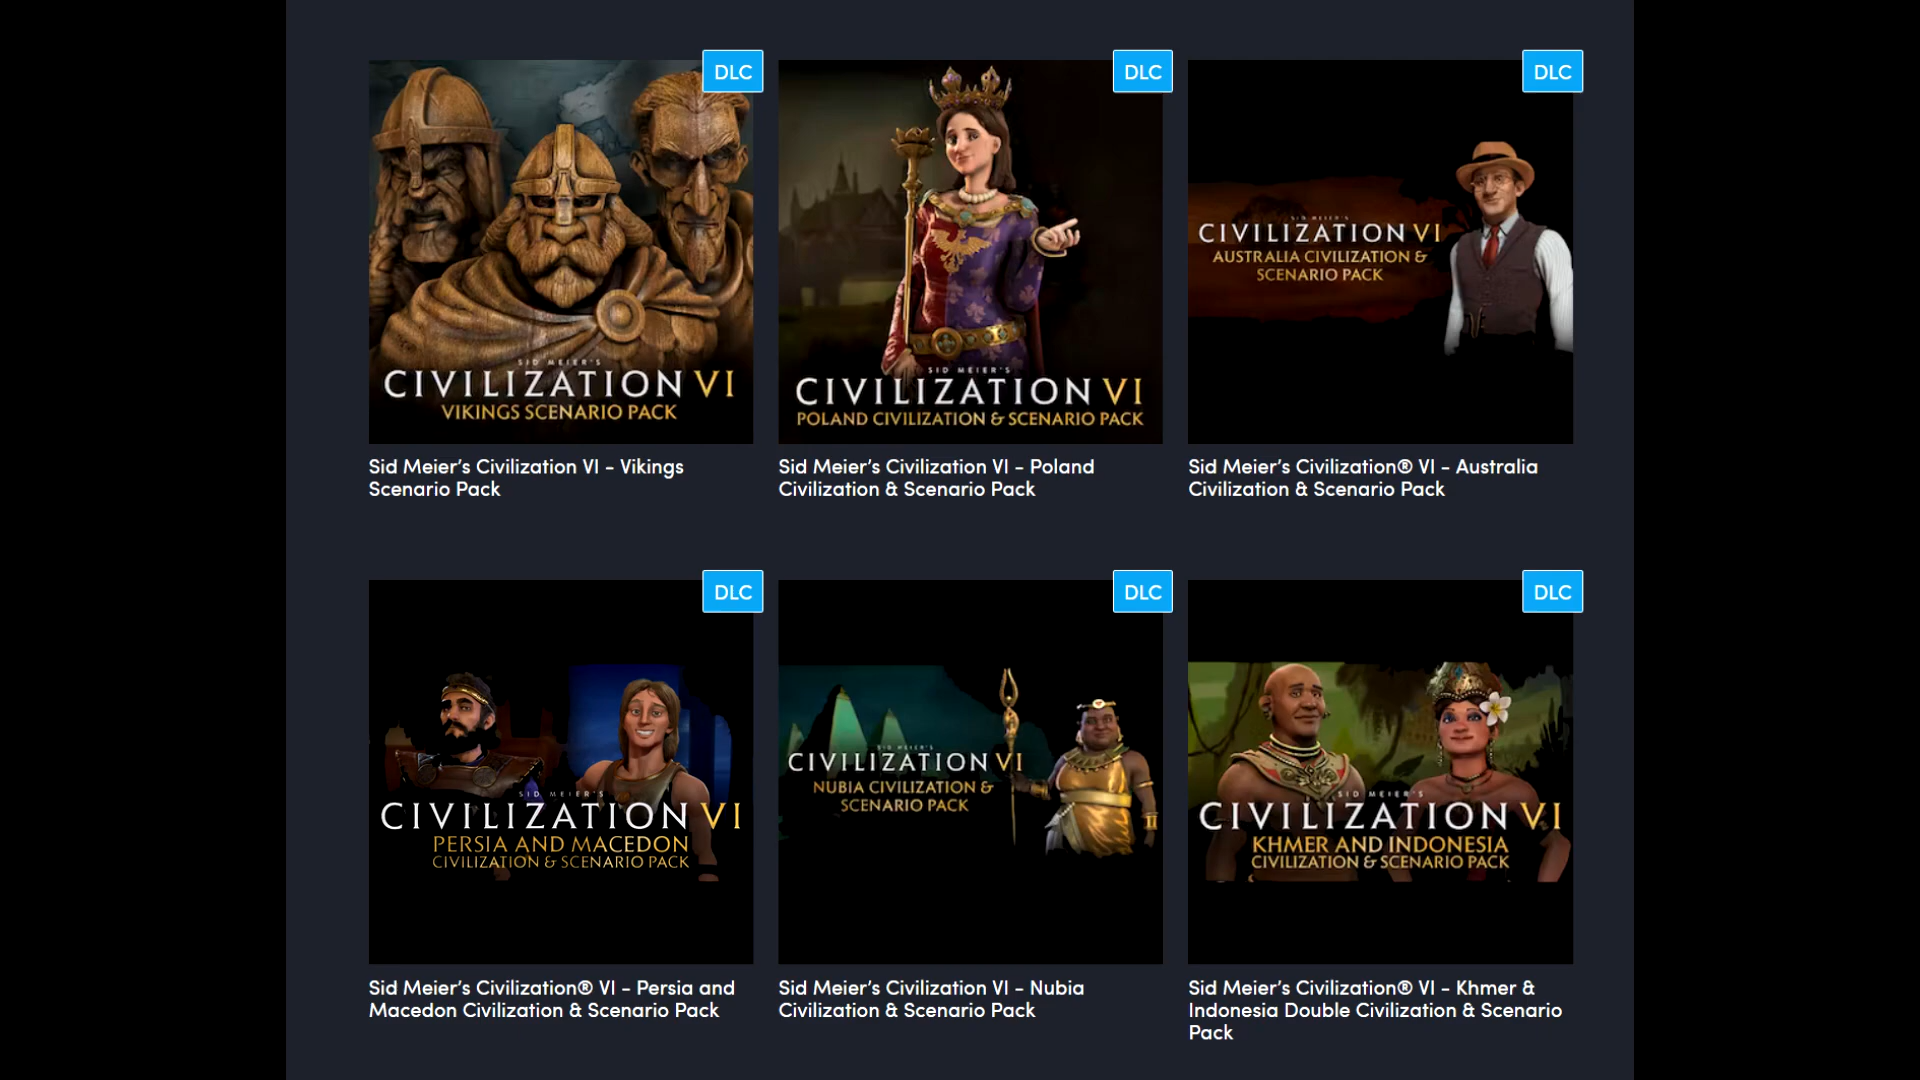 DLC
SID MEIER'S
CIVILIZATION VI
VIKINGS SCENARIO PACK
Sid Meier’s Civilization VI - Vikings
Scenario Pack
DLC
SID MEIER'S
CIVILIZATION VI
POLAND CIVILIZATION & SCENARIO PACK
Sid Meier’s Civilization VI - Poland
Civilization & Scenario Pack
DLC
SID MEIER'S
CIVILIZATION VI
AUSTRALIA CIVILIZATION &
SCENARIO PACK
Sid Meier’s Civilization® VI - Australia
Civilization & Scenario Pack
DLC
SID MEIER'S
CIVILIZATION VI
PERSIA AND MACEDON
CIVILIZATION & SCENARIO PACK
Sid Meier’s Civilization® VI - Persia and
Macedon Civilization & Scenario Pack
DLC
SID MEIER'S
CIVILIZATION VI
NUBIA CIVILIZATION &
SCENARIO PACK
Sid Meier’s Civilization VI - Nubia
Civilization & Scenario Pack
DLC
SID MEIER'S
CIVILIZATION VI
KHMER AND INDONESIA
CIVILIZATION & SCENARIO PACK
Sid Meier’s Civilization® VI - Khmer &
Indonesia Double Civilization & Scenario
Pack